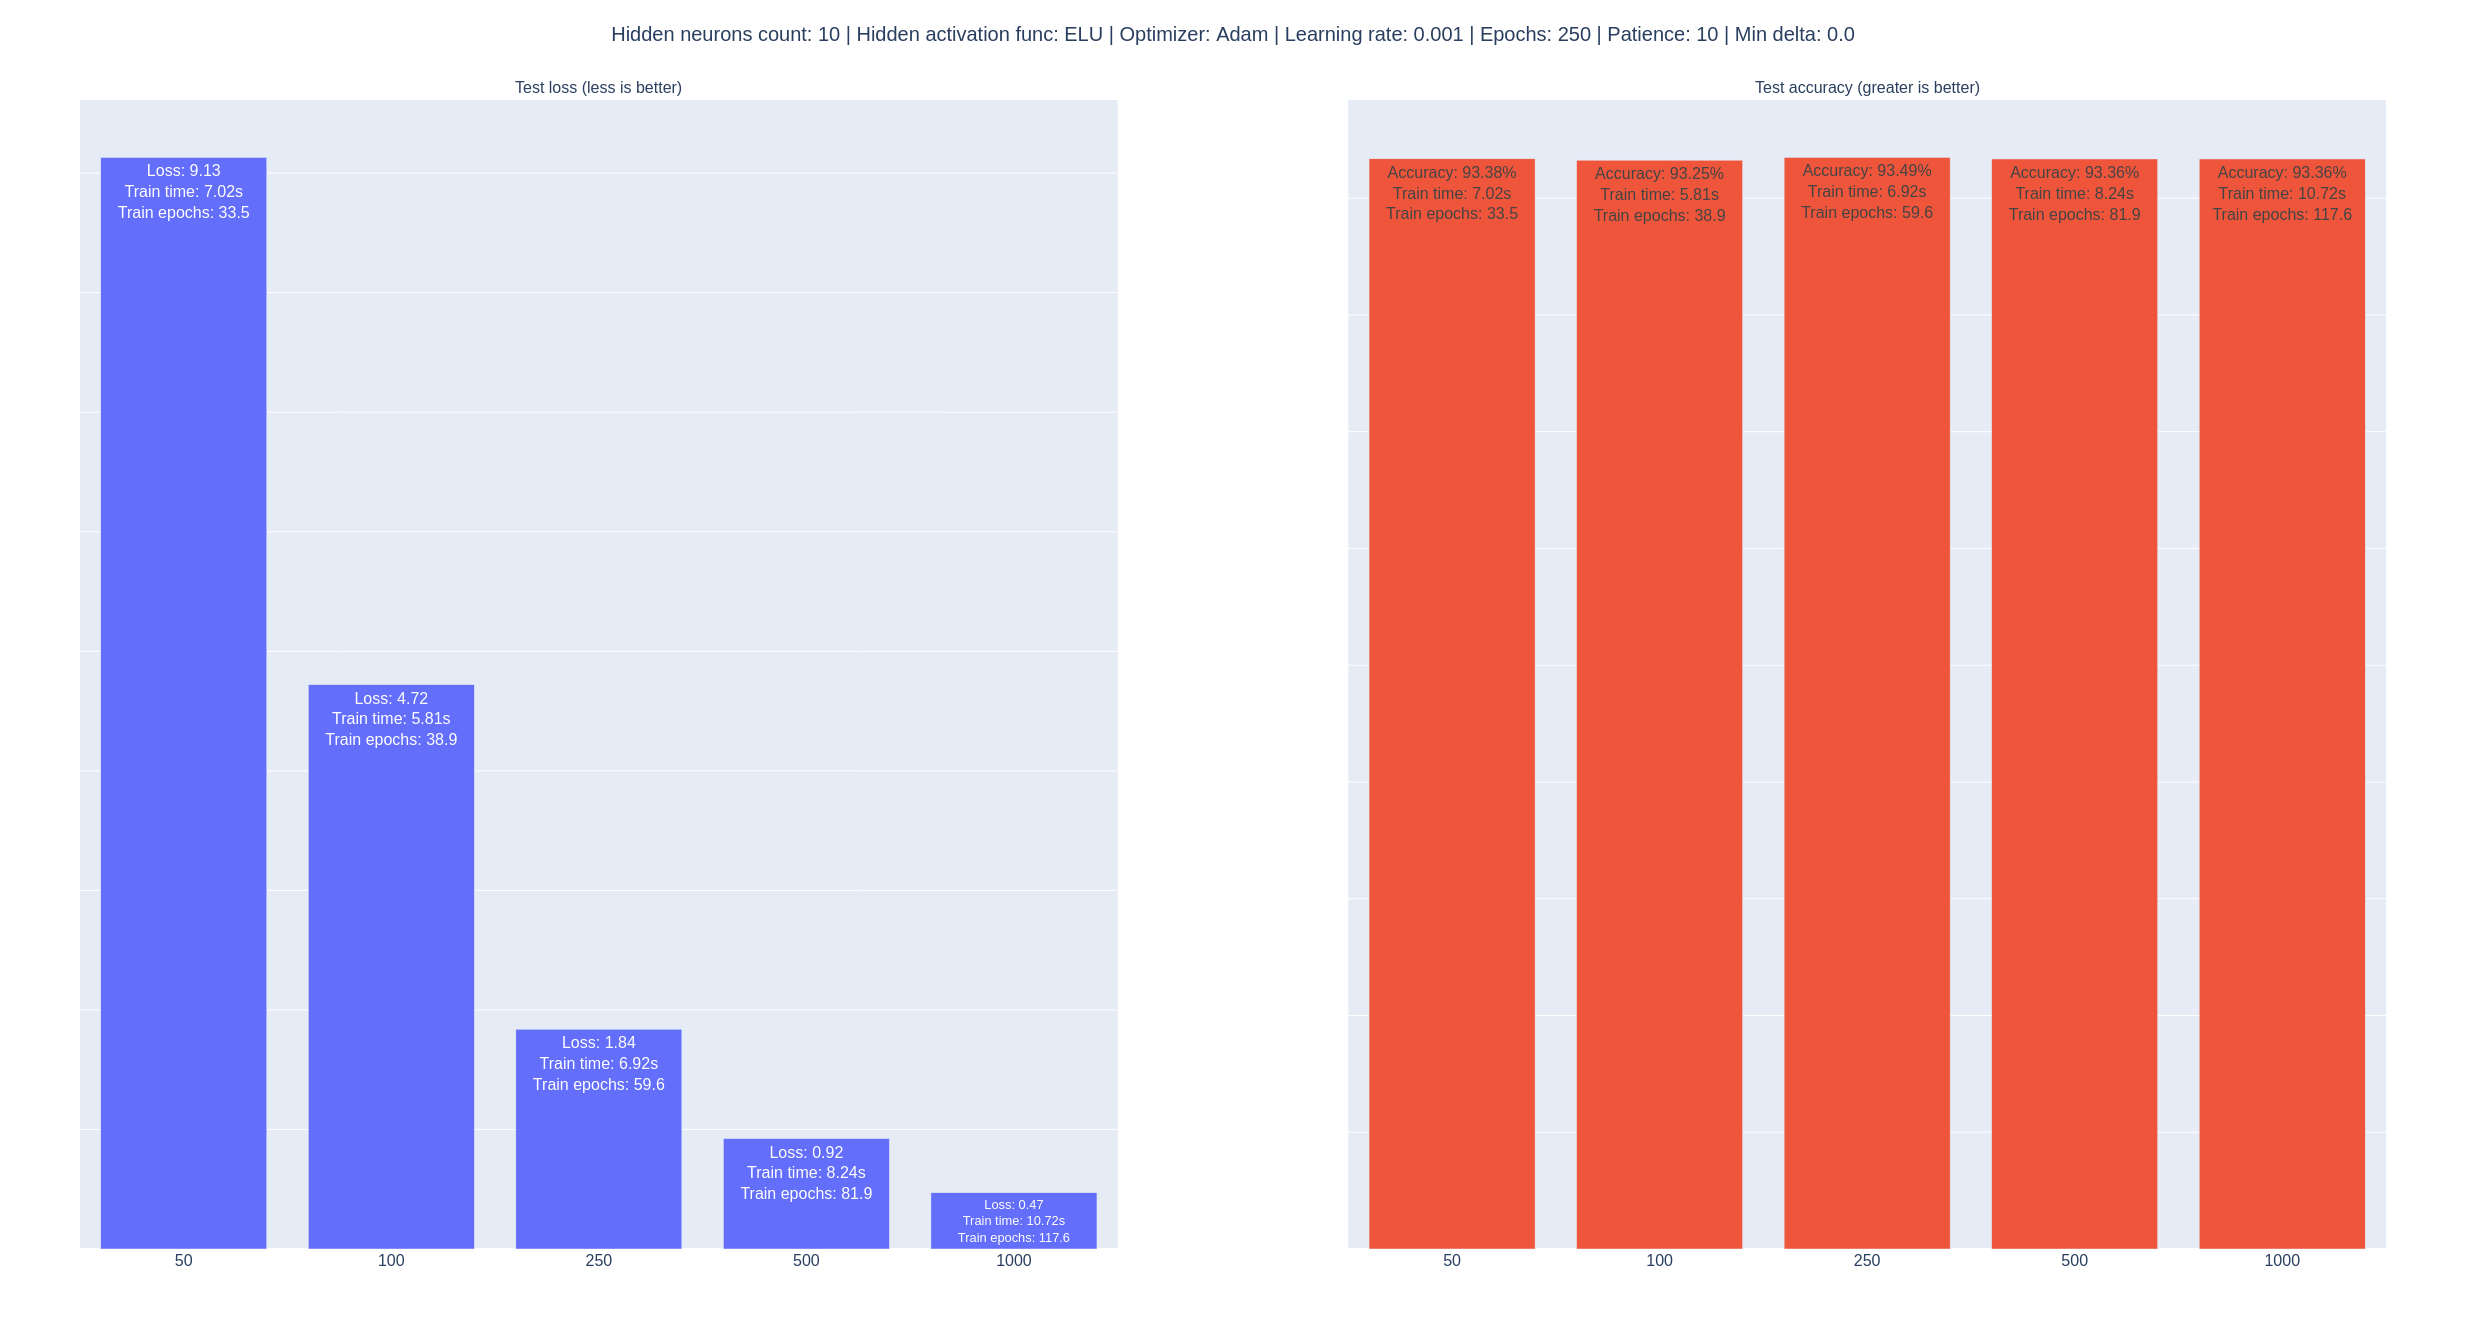 Hidden neurons count: 10 | Hidden activation func: ELU | Optimizer: Adam | Learning rate: 0.001 | Epochs: 250 | Patience: 10 | Min delta: 0.0
Test loss (less is better)
Loss: 9.13
Train time: 7.02s
Train epochs: 33.5
Loss: 4.72
Train time: 5.81s
Train epochs: 38.9
Loss: 1.84
Train time: 6.92s
Train epochs: 59.6
Loss: 0.92
Train time: 8.24s
Train epochs: 81.9
Loss: 0.47
Train time: 10.72s
Train epochs: 117.6
50 100 250 500 1000
Test accuracy (greater is better)
Accuracy: 93.38%
Train time: 7.02s
Train epochs: 33.5
Accuracy: 93.25%
Train time: 5.81s
Train epochs: 38.9
Accuracy: 93.49%
Train time: 6.92s
Train epochs: 59.6
Accuracy: 93.36%
Train time: 8.24s
Train epochs: 81.9
Accuracy: 93.36%
Train time: 10.72s
Train epochs: 117.6
50 100 250 500 1000